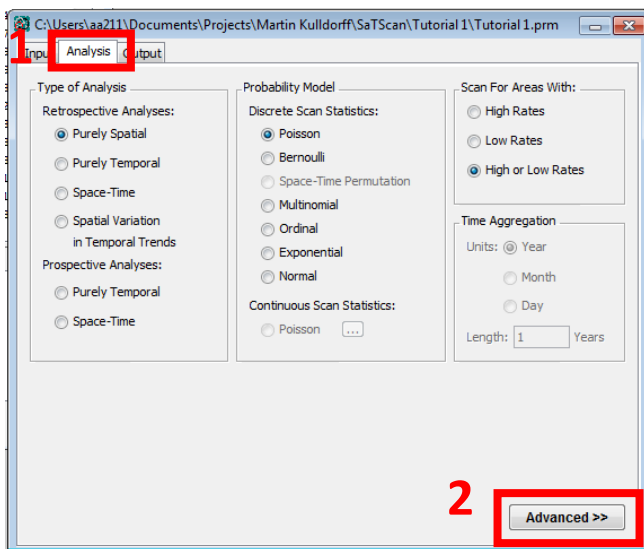 C:\Users\aa211\Documents\Projects\Martin Kulldorff\SaTScan\Tutorial 1\Tutorial 1.prm
1
Input Analysis Output
Type of Analysis
Retrospective Analyses:
Purely Spatial
Purely Temporal
Space-Time
Spatial Variation
in Temporal Trends
Prospective Analyses:
Purely Temporal
Space-Time
Probability Model
Discrete Scan Statistics:
Poisson
Bernoulli
Space-Time Permutation
Multinomial
Ordinal
Exponential
Normal
Continuous Scan Statistics:
Poisson ...
Scan For Areas With:
High Rates
Low Rates
High or Low Rates
Time Aggregation
Units: Year
Month
Day
Length: 1 Years
2
Advanced >>